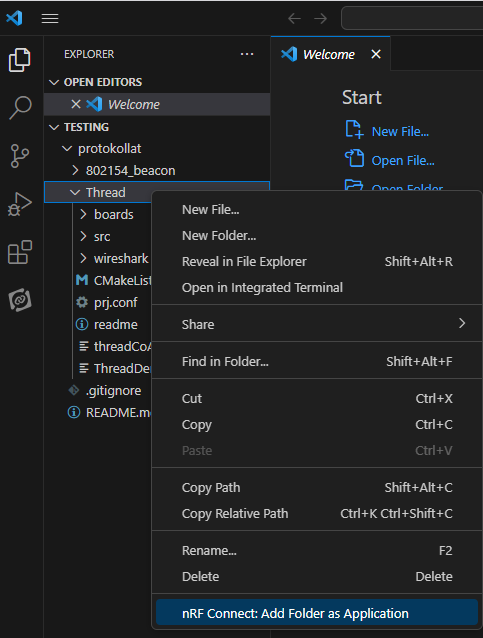 EXPLORER
Welcome
OPEN EDITORS
Welcome
TESTING
protokollat
802154_beacon
Thread
boards
src
wireshark
CMakeList
prj.conf
readme
threadCoA
ThreadDe
.gitignore
README.m
Start
New File...
Open File...
Open Folder
New File...
New Folder...
Reveal in File Explorer Shift+Alt+R
Open in Integrated Terminal
Share
Find in Folder... Shift+Alt+F
Cut Ctrl+X
Copy Ctrl+C
Paste Ctrl+V
Copy Path Shift+Alt+C
Copy Relative Path Ctrl+K Ctrl+Shift+C
Rename... F2
Delete Delete
nRF Connect: Add Folder as Application